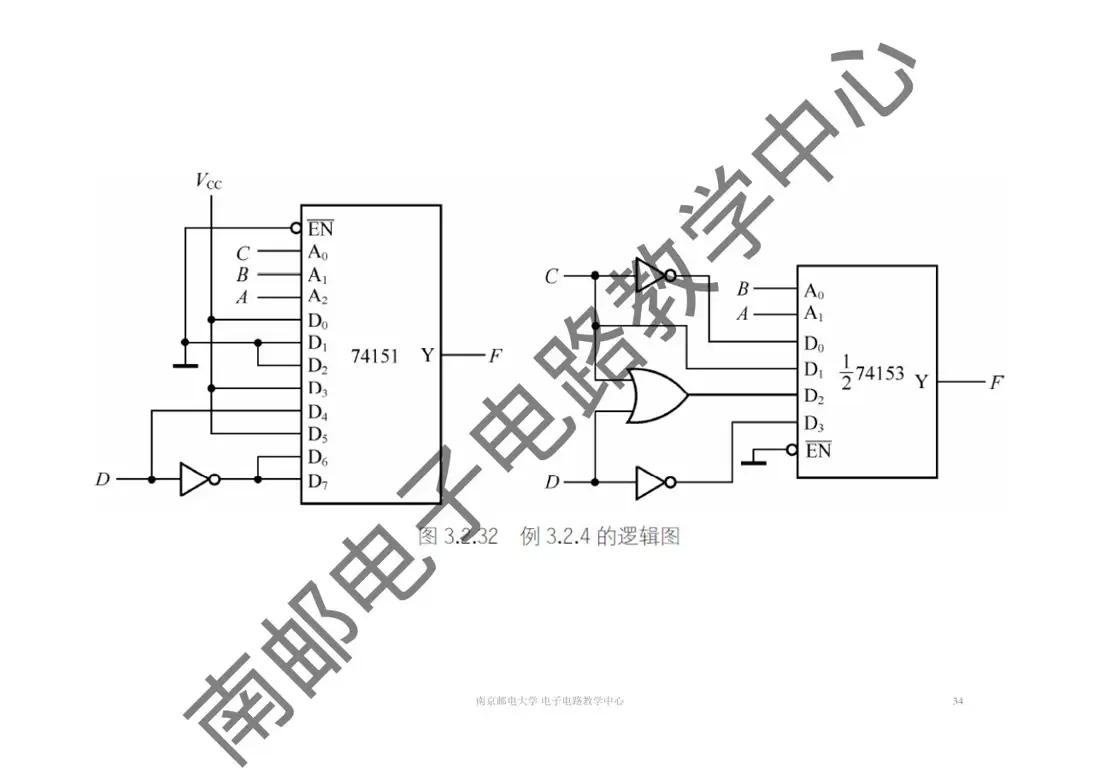 V_CC
E̅N̅
C A₀
B A₁
A A₂
D₀
D₁
D₂
D₃
D₄
D₅
D₆
D D₇
74151 Y F
C
B A₀
A A₁
D₀
D₁
D₂
D₃
E̅N̅
D
1/2 74153 Y F
图 3.2.32 例 3.2.4 的逻辑图
南邮电子电路教学中心
南京邮电大学 电子电路教学中心
34